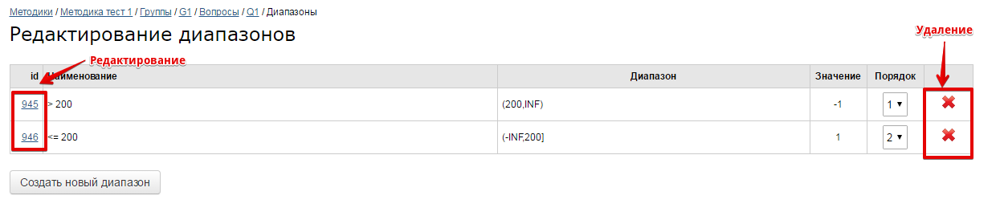 Методики / Методика тест 1 / Группы / G1 / Вопросы / Q1 / Диапазоны
Редактирование диапазонов
Удаление
Редактирование
id Наименование Диапазон Значение Порядок
945 > 200 (200,INF) -1 1
946 <= 200 (-INF,200] 1 2
Создать новый диапазон